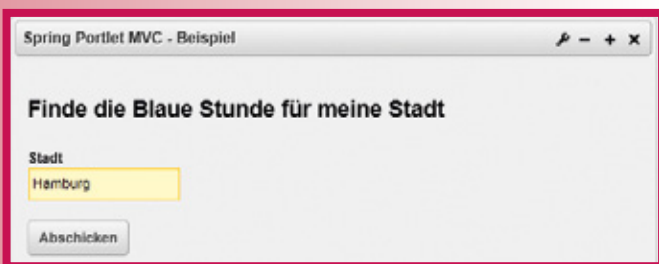 Spring Portlet MVC - Beispiel
Finde die Blaue Stunde für meine Stadt
Stadt
Hamburg
Abschicken